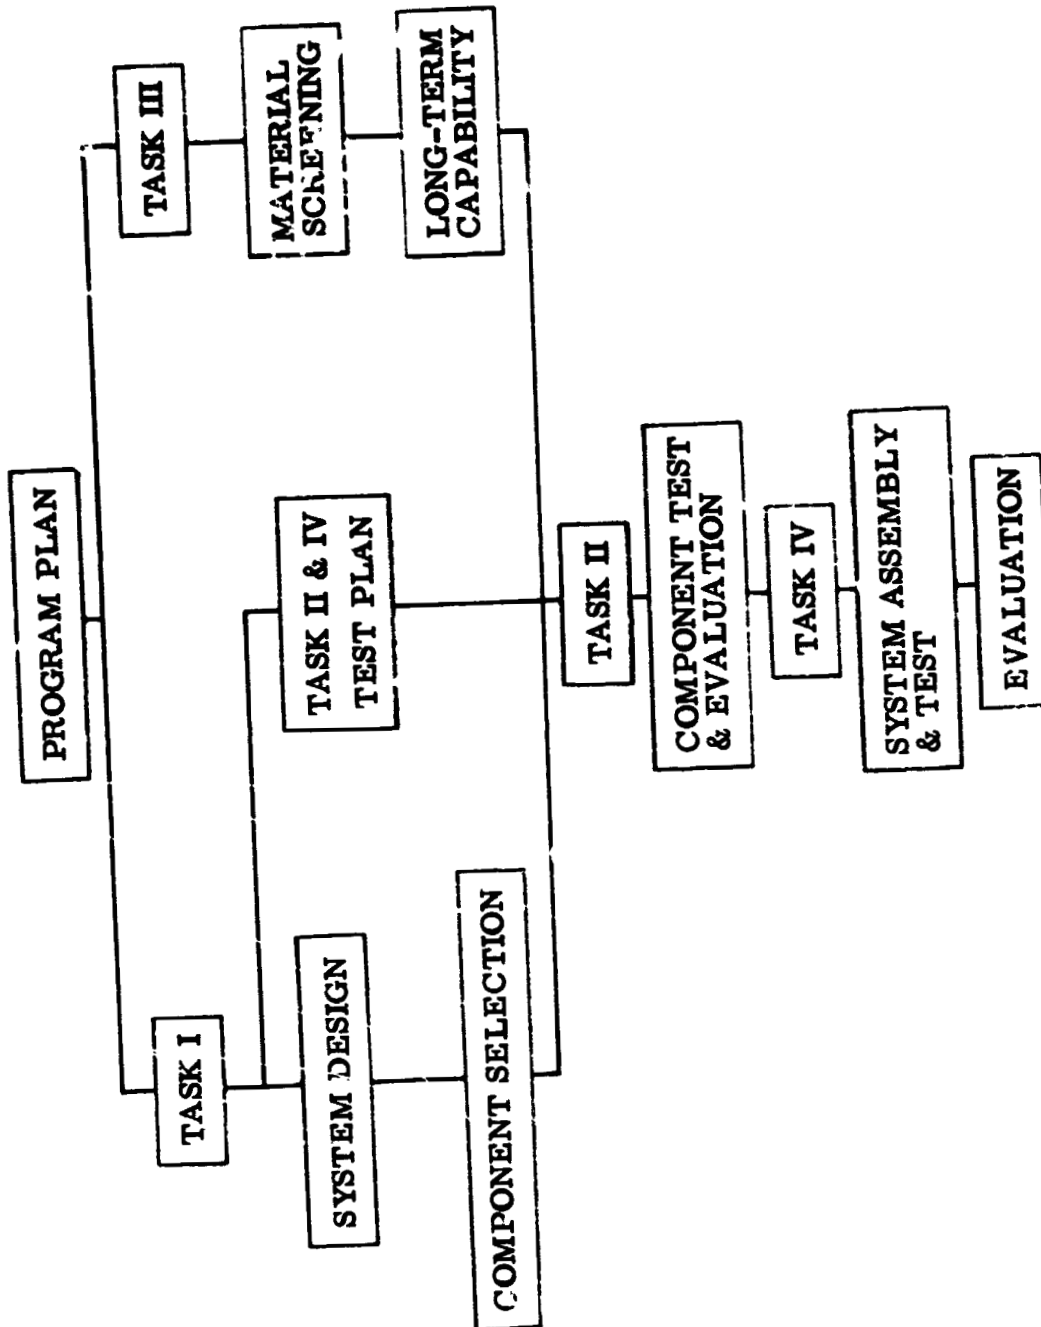 PROGRAM PLAN
TASK I
TASK III
SYSTEM DESIGN
TASK II & IV
TEST PLAN
MATERIAL
SCREENING
COMPONENT SELECTION
LONG-TERM
CAPABILITY
TASK II
COMPONENT TEST
& EVALUATION
TASK IV
SYSTEM ASSEMBLY
& TEST
EVALUATION